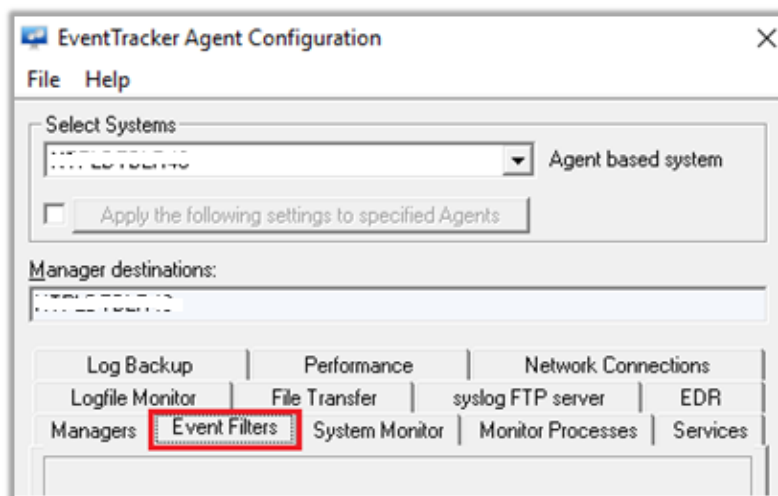 EventTracker Agent Configuration
File Help
Select Systems
Agent based system
Apply the following settings to specified Agents
Manager destinations:
Log Backup Performance Network Connections
Logfile Monitor File Transfer syslog FTP server EDR
Managers Event Filters System Monitor Monitor Processes Services